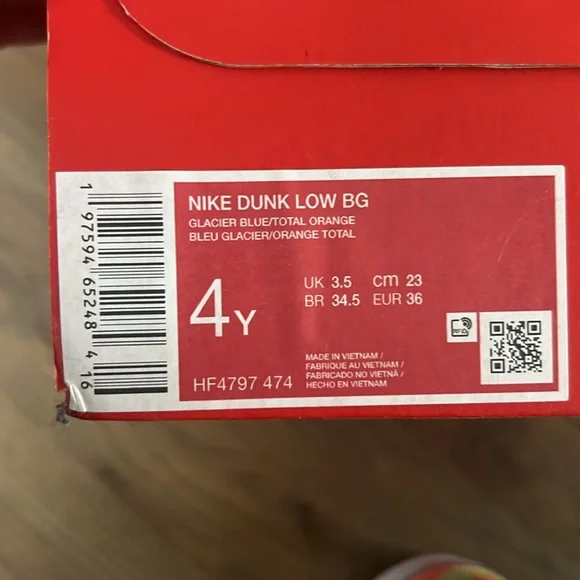 NIKE DUNK LOW BG
GLACIER BLUE/TOTAL ORANGE
BLEU GLACIER/ORANGE TOTAL
4Y
UK 3.5 cm 23
BR 34.5 EUR 36
MADE IN VIETNAM /
FABRIQUE AU VIETNAM /
FABRICADO NO VIETNÃ /
HECHO EN VIETNAM
HF4797 474
RFID
1 97594 65248 4 16